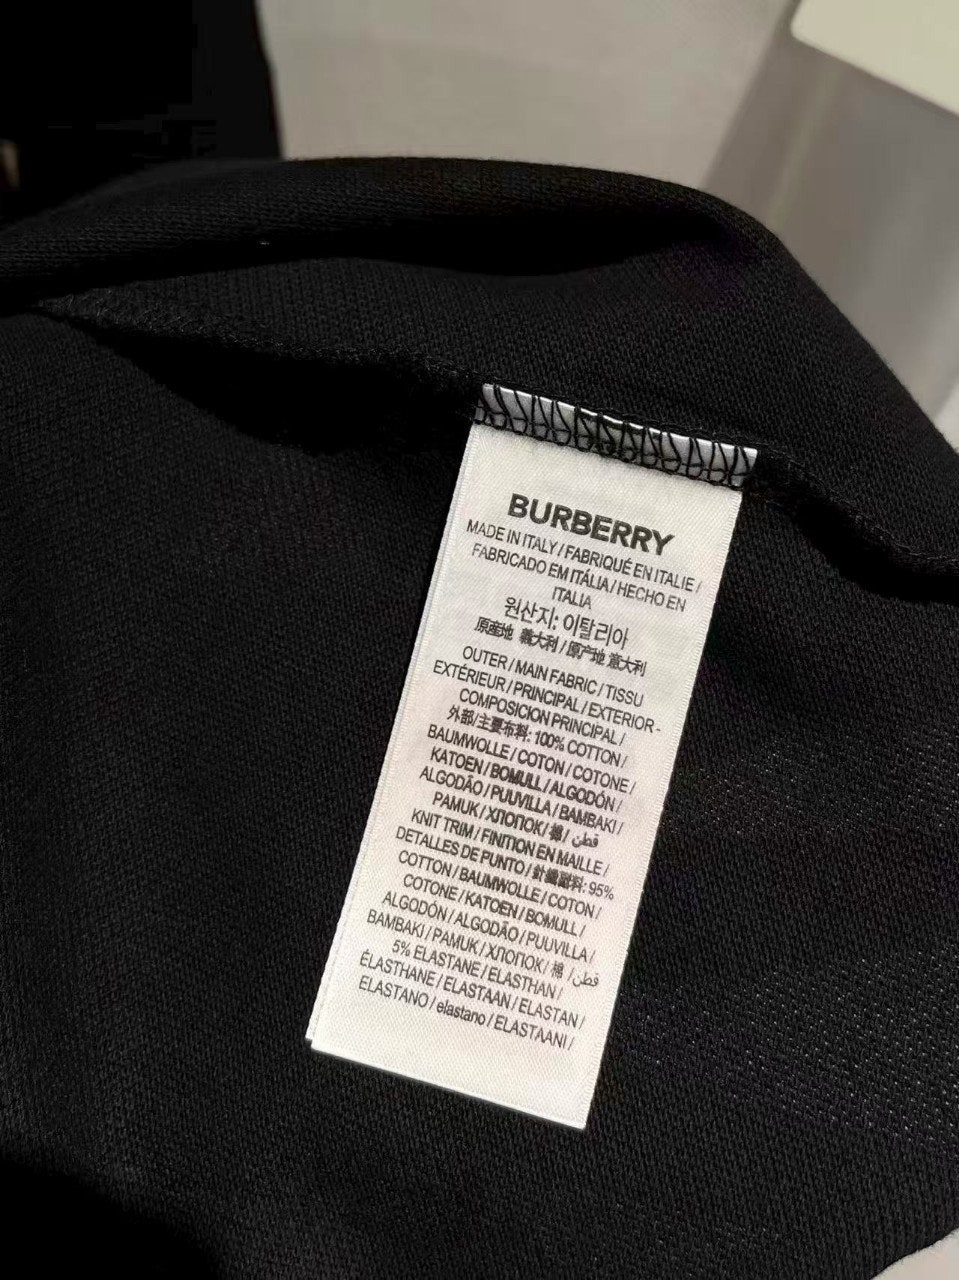 BURBERRY
MADE IN ITALY / FABRIQUÉ EN ITALIE /
FABRICADO EM ITÁLIA / HECHO EN
ITALIA
원산지: 이탈리아
原産地 義大利 / 原产地 意大利
OUTER / MAIN FABRIC / TISSU
EXTÉRIEUR / PRINCIPAL / EXTERIOR -
COMPOSICION PRINCIPAL /
外部/主要布料: 100% COTTON /
BAUMWOLLE / COTON / COTONE /
KATOEN / BOMULL / ALGODÓN /
ALGODÃO / PUUVILLA / BAMBAKI /
PAMUK / ХЛОПОК / 棉 / قطن
KNIT TRIM / FINITION EN MAILLE /
DETALLES DE PUNTO / 針織布料: 95%
COTTON / BAUMWOLLE / COTON /
COTONE / KATOEN / BOMULL /
ALGODÓN / ALGODÃO / PUUVILLA /
BAMBAKI / PAMUK / ХЛОПОК / 棉 / قطن
5% ELASTANE / ELASTHAN /
ÉLASTHANE / ELASTAAN / ELASTAN /
ELASTANO / elastano / ELASTAANI /